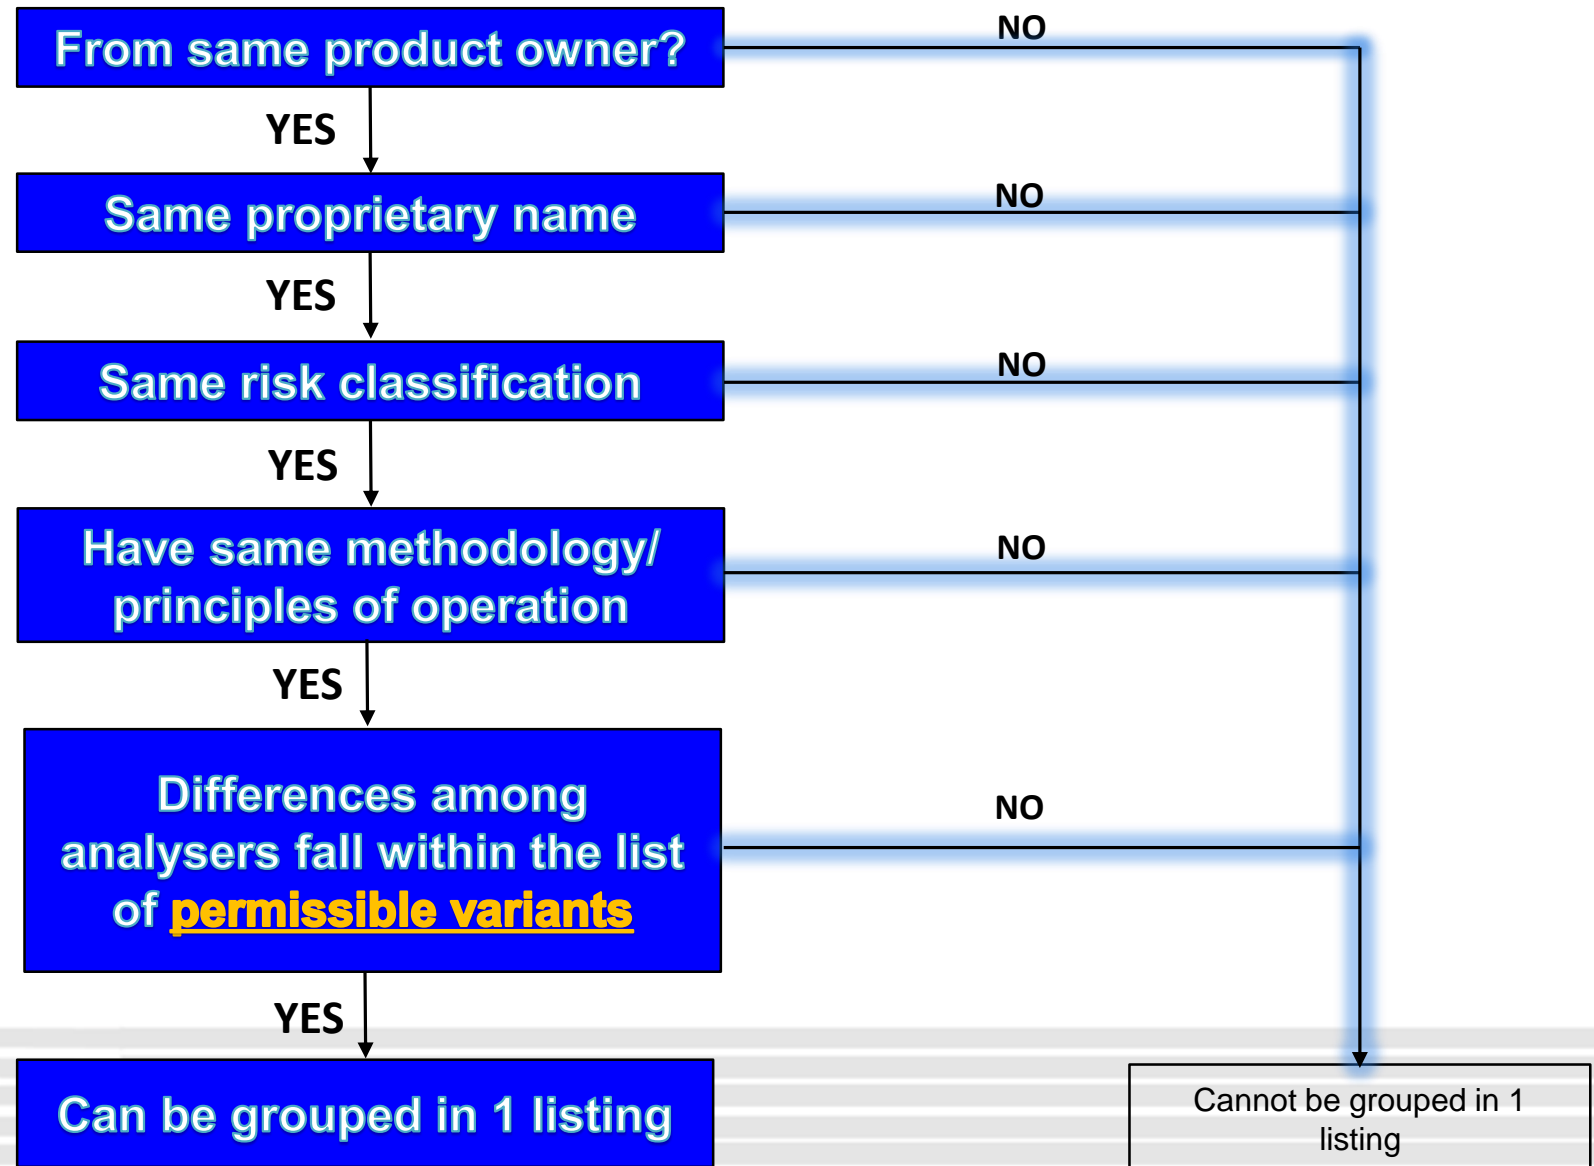 From same product owner?
NO
YES
Same proprietary name
NO
YES
Same risk classification
NO
YES
Have same methodology/
principles of operation
NO
YES
Differences among
analysers fall within the list
of permissible variants
NO
YES
Can be grouped in 1 listing
Cannot be grouped in 1
listing